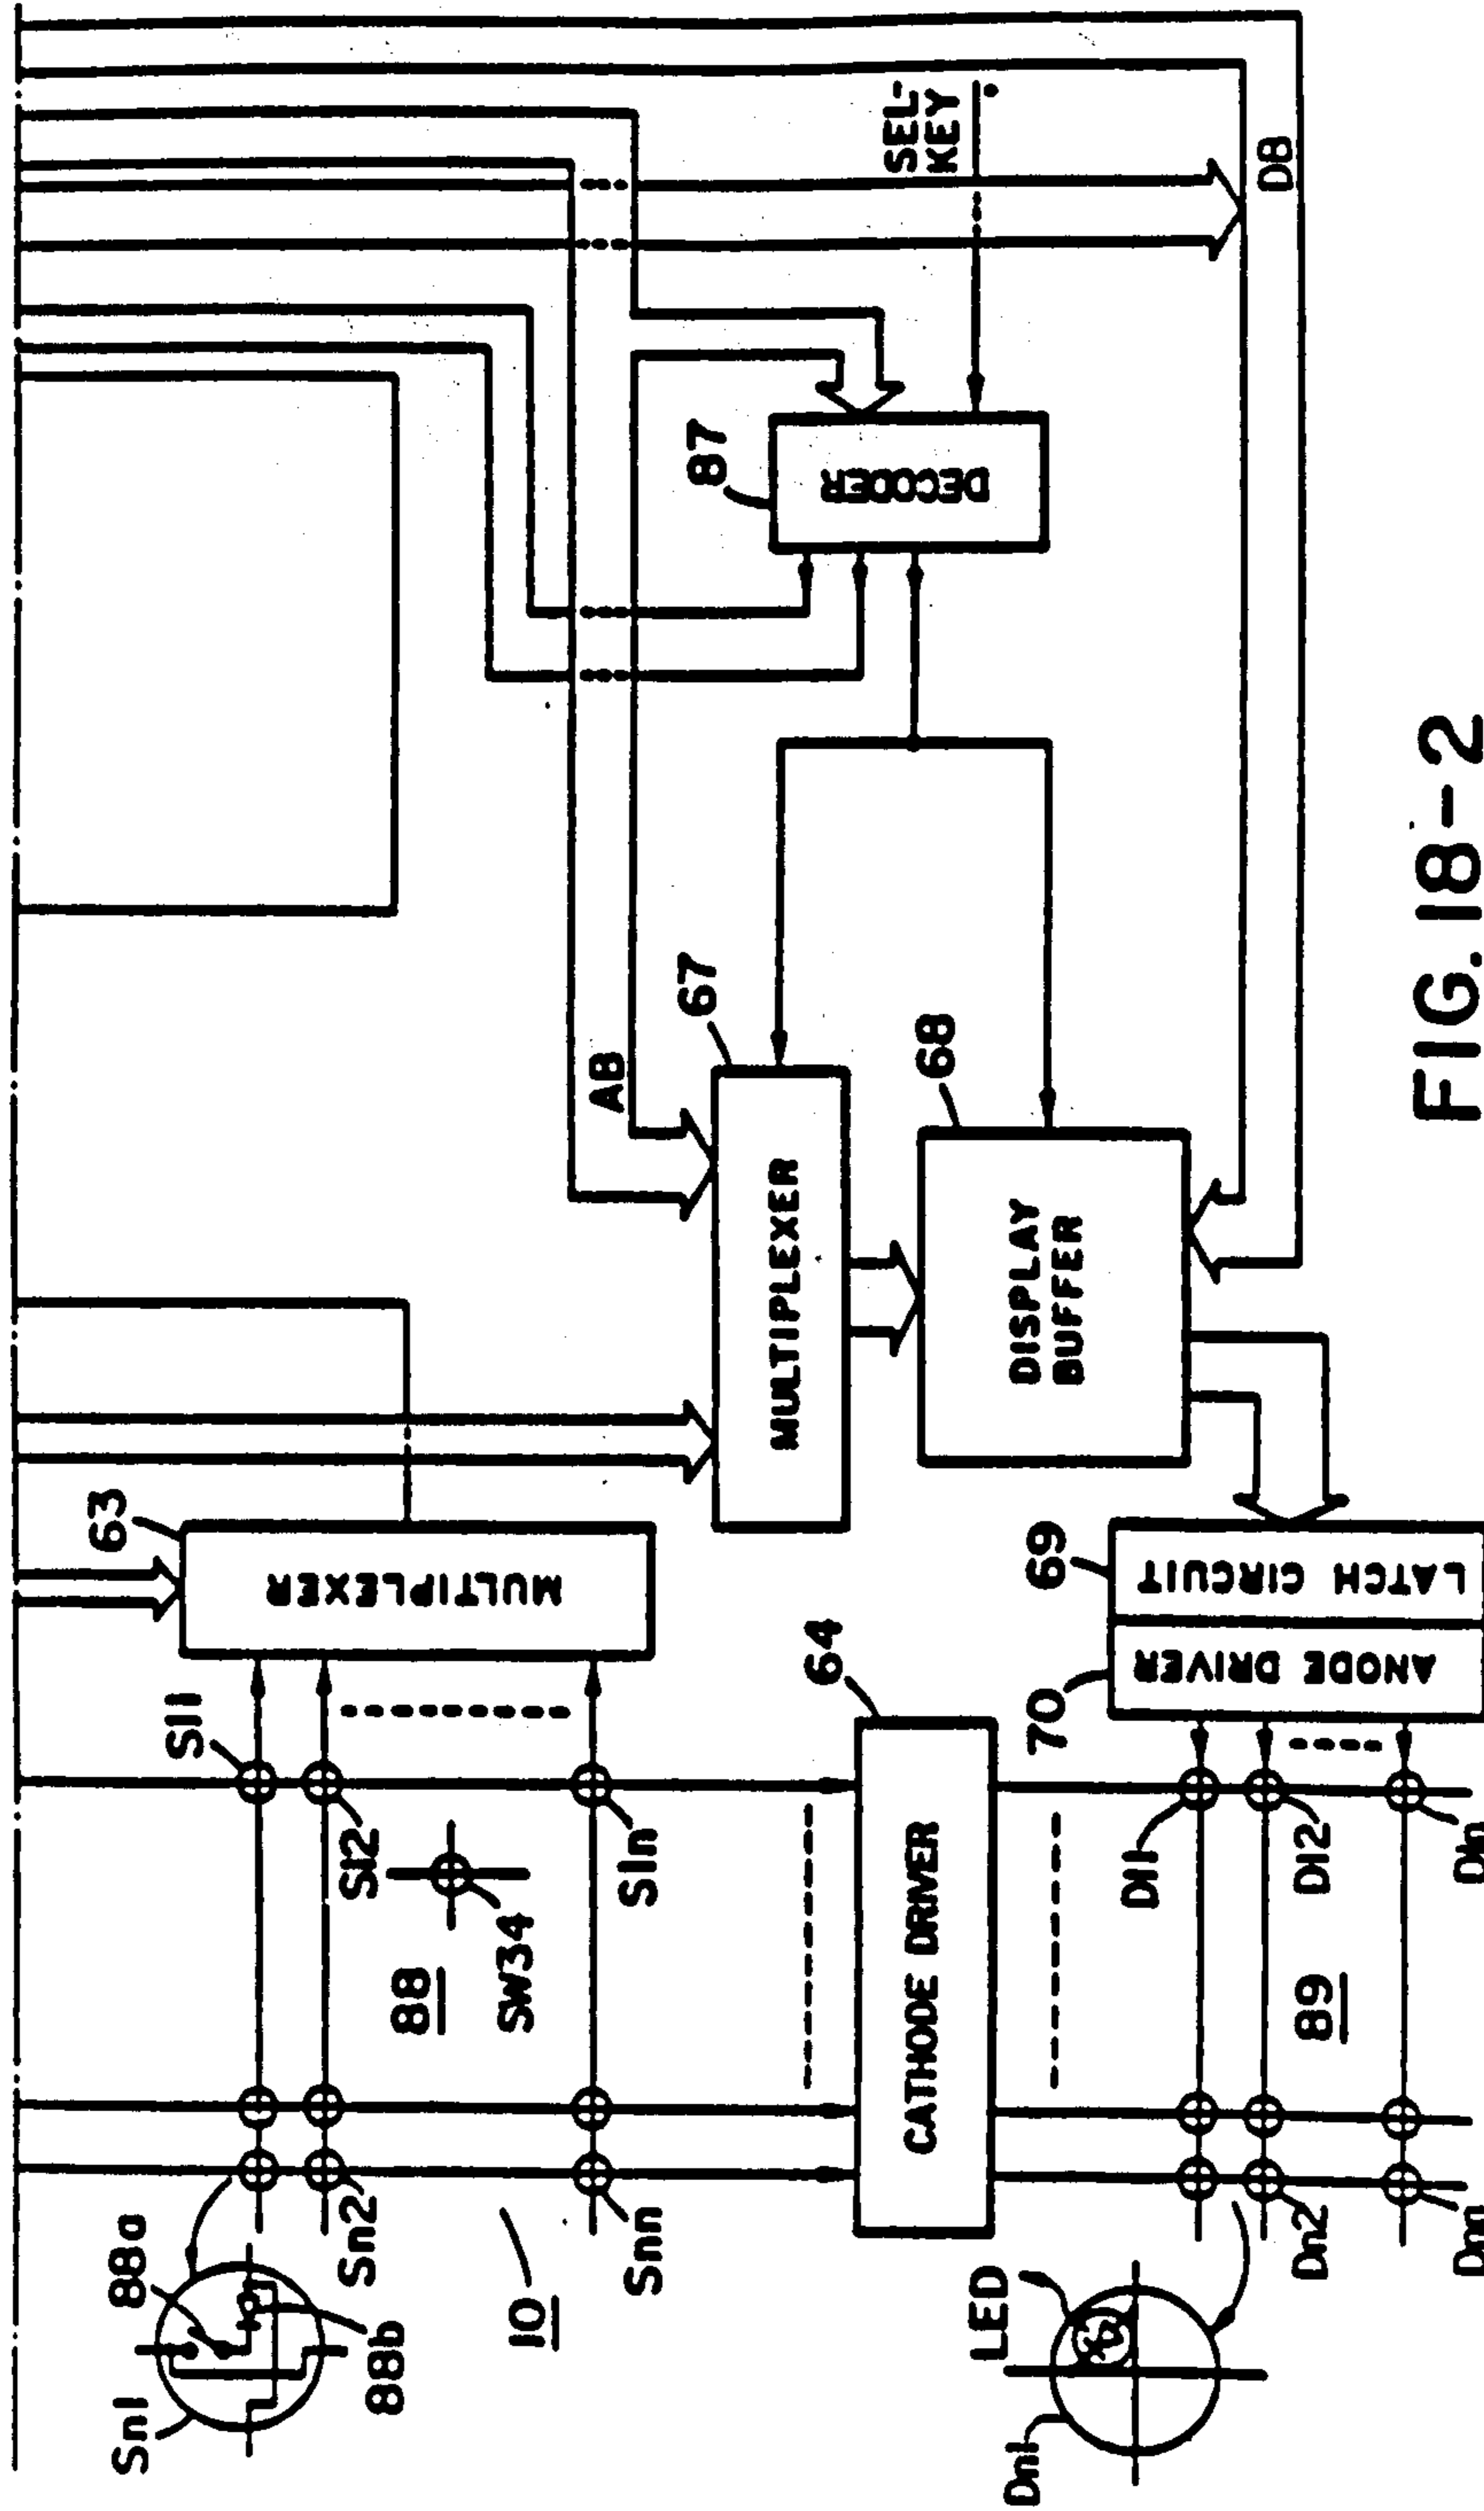 Sn1
88a
88b
Sn2
10
Snn
S11
S12
88
SW34
S1n
63
MULTIPLEXER
64
CATHODE DRIVER
LED
Dn1
Dn2
89
D11
D12
70
ANODE DRIVER
69
LATCH CIRCUIT
AB
67
MULTIPLEXER
68
DISPLAY
BUFFER
87
DECODER
SEL-
KEY
DB
FIG. 18-2